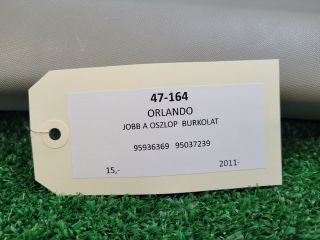 47-164
ORLANDO
JOBB A OSZLOP BURKOLAT
95936369 95037239
15,- 2011-